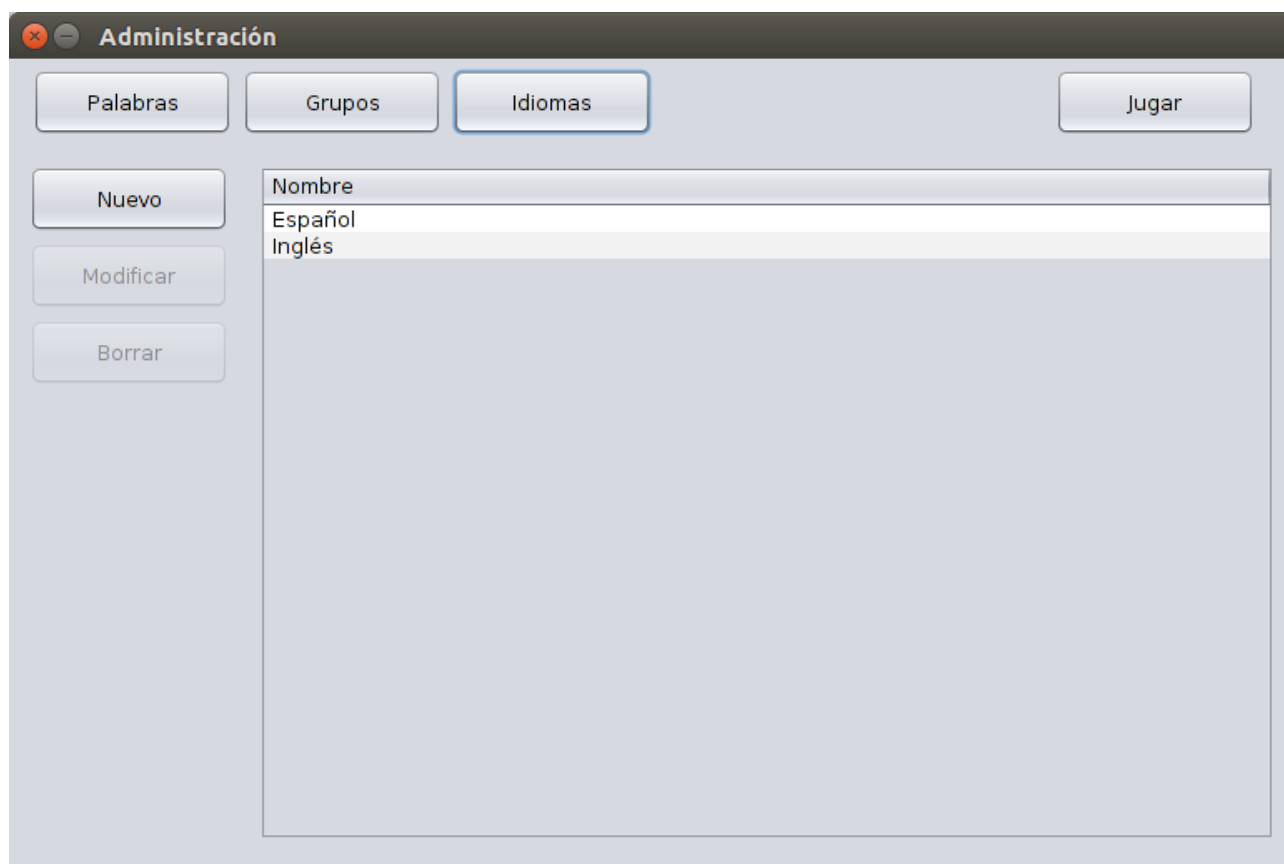 Administración
Palabras Grupos Idiomas Jugar
Nuevo
Modificar
Borrar
Nombre
Español
Inglés